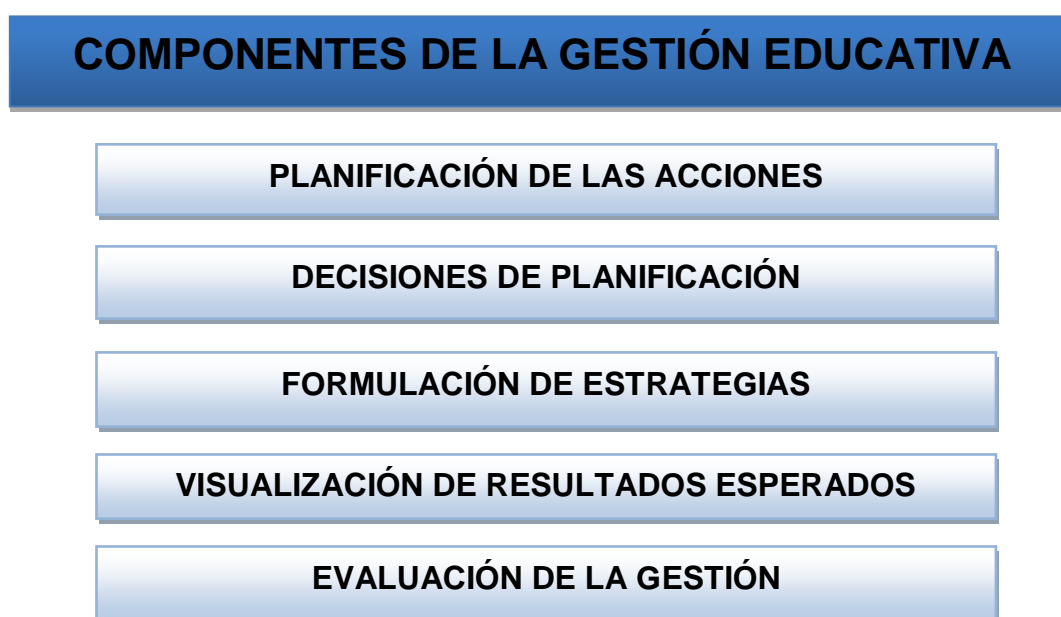 COMPONENTES DE LA GESTIÓN EDUCATIVA
PLANIFICACIÓN DE LAS ACCIONES
DECISIONES DE PLANIFICACIÓN
FORMULACIÓN DE ESTRATEGIAS
VISUALIZACIÓN DE RESULTADOS ESPERADOS
EVALUACIÓN DE LA GESTIÓN